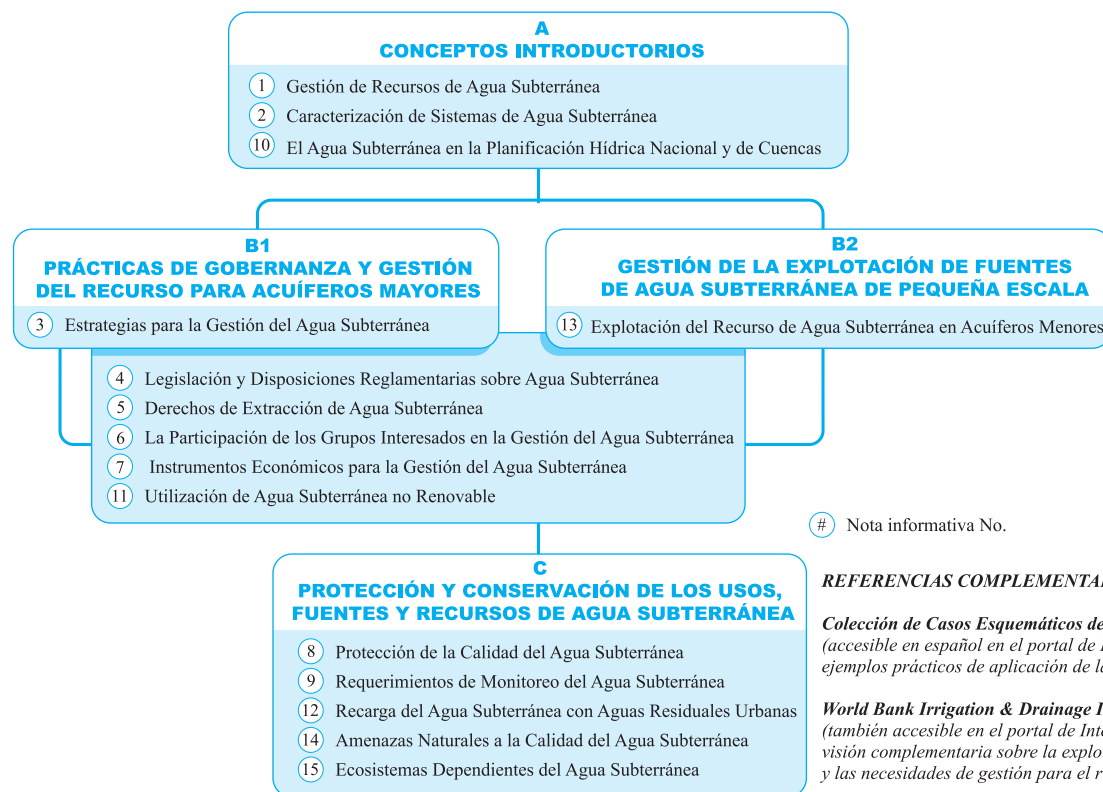 A
CONCEPTOS INTRODUCTORIOS
1 Gestión de Recursos de Agua Subterránea
2 Caracterización de Sistemas de Agua Subterránea
10 El Agua Subterránea en la Planificación Hídrica Nacional y de Cuencas
B1
PRÁCTICAS DE GOBERNANZA Y GESTIÓN
DEL RECURSO PARA ACUÍFEROS MAYORES
3 Estrategias para la Gestión del Agua Subterránea
B2
GESTIÓN DE LA EXPLOTACIÓN DE FUENTES
DE AGUA SUBTERRÁNEA DE PEQUEÑA ESCALA
13 Explotación del Recurso de Agua Subterránea en Acuíferos Menores
4 Legislación y Disposiciones Reglamentarias sobre Agua Subterránea
5 Derechos de Extracción de Agua Subterránea
6 La Participación de los Grupos Interesados en la Gestión del Agua Subterránea
7 Instrumentos Económicos para la Gestión del Agua Subterránea
11 Utilización de Agua Subterránea no Renovable
# Nota informativa No.
C
PROTECCIÓN Y CONSERVACIÓN DE LOS USOS,
FUENTES Y RECURSOS DE AGUA SUBTERRÁNEA
8 Protección de la Calidad del Agua Subterránea
9 Requerimientos de Monitoreo del Agua Subterránea
12 Recarga del Agua Subterránea con Aguas Residuales Urbanas
14 Amenazas Naturales a la Calidad del Agua Subterránea
15 Ecosistemas Dependientes del Agua Subterránea
REFERENCIAS
Colección de Casos Esquemáticos de
(accesible en español en el portal de
ejemplos prácticos de aplicación de
World Bank Irrigation & Drainage
(también accesible en el portal de
visión complementaria sobre la
y las necesidades de gestión para el